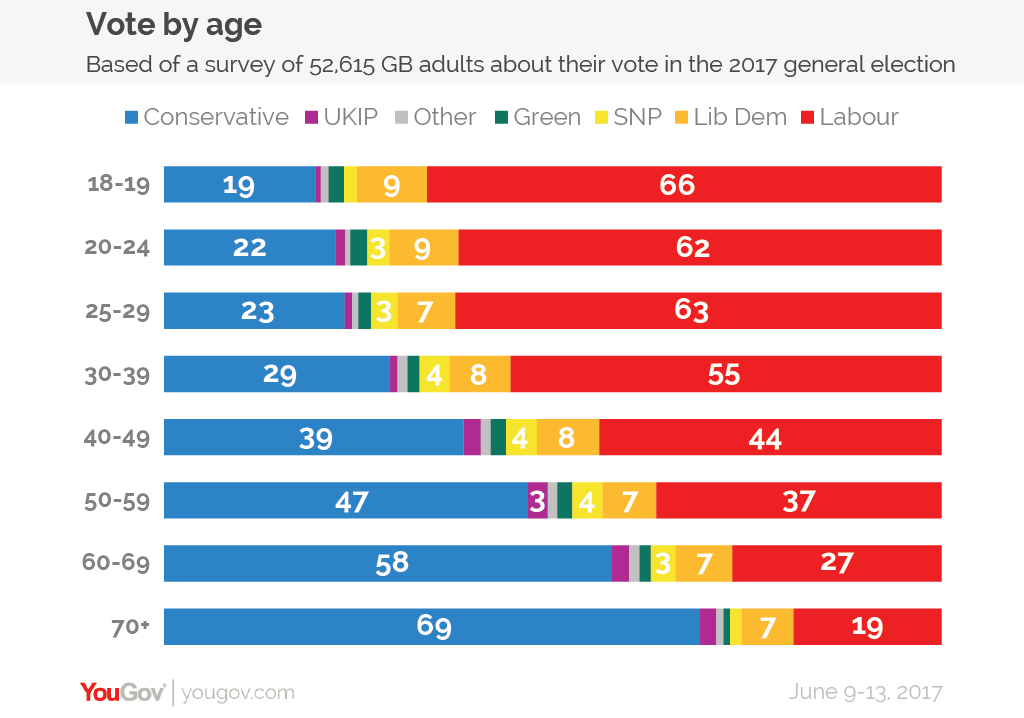 Vote by age
Based of a survey of 52,615 GB adults about their vote in the 2017 general election
Conservative UKIP Other Green SNP Lib Dem Labour
18-19 19 9 66
20-24 22 3 9 62
25-29 23 3 7 63
30-39 29 4 8 55
40-49 39 4 8 44
50-59 47 3 4 7 37
60-69 58 3 7 27
70+ 69 7 19
YouGov yougov.com June 9-13, 2017